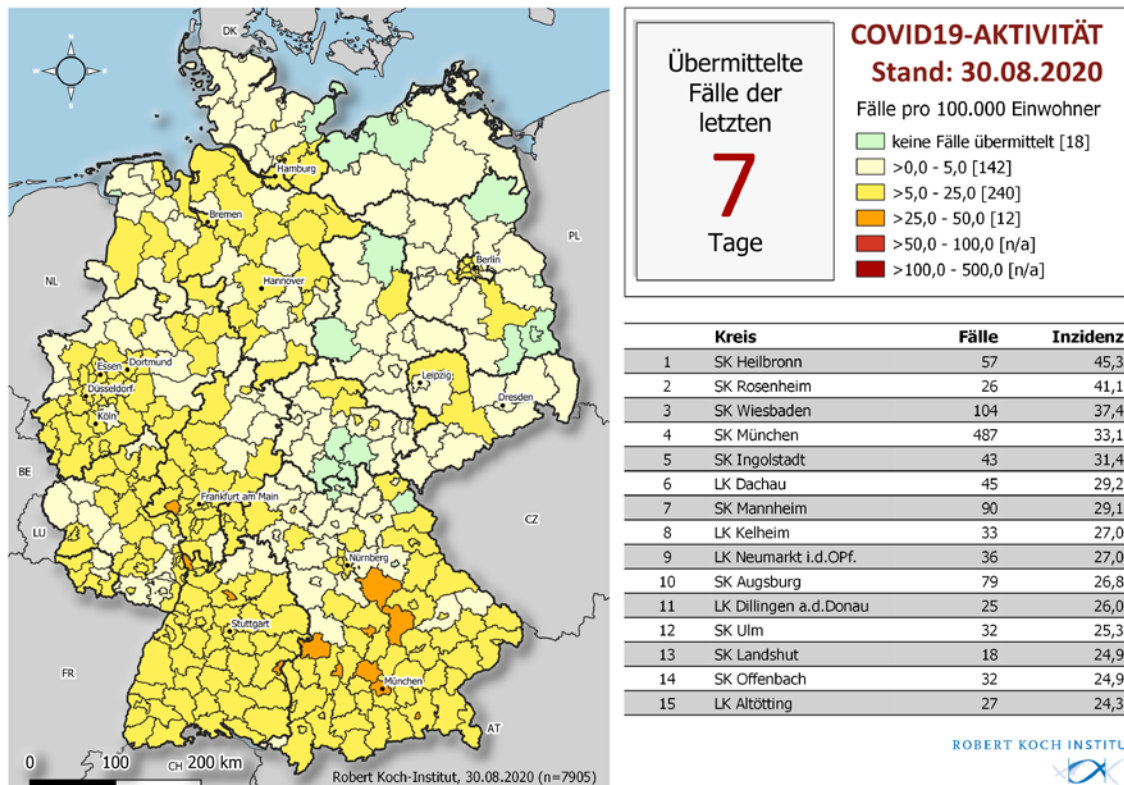 DK
N
W
E
S
Hamburg
Bremen
PL
Berlin
NL
Hannover
Essen
Dortmund
Düsseldorf
Leipzig
Köln
Dresden
BE
Frankfurt am Main
LU
CZ
Nürnberg
Stuttgart
FR
München
AT
0 100 200 km
CH
Robert Koch-Institut, 30.08.2020 (n=7905)
Übermittelte
Fälle der
letzten
7
Tage
COVID19-AKTIVITÄT
Stand: 30.08.2020
Fälle pro 100.000 Einwohner
keine Fälle übermittelt [18]
>0,0 - 5,0 [142]
>5,0 - 25,0 [240]
>25,0 - 50,0 [12]
>50,0 - 100,0 [n/a]
>100,0 - 500,0 [n/a]
Kreis Fälle Inzidenz
1 SK Heilbronn 57 45,3
2 SK Rosenheim 26 41,1
3 SK Wiesbaden 104 37,4
4 SK München 487 33,1
5 SK Ingolstadt 43 31,4
6 LK Dachau 45 29,2
7 SK Mannheim 90 29,1
8 LK Kelheim 33 27,0
9 LK Neumarkt i.d.OPf. 36 27,0
10 SK Augsburg 79 26,8
11 LK Dillingen a.d.Donau 25 26,0
12 SK Ulm 32 25,3
13 SK Landshut 18 24,9
14 SK Offenbach 32 24,9
15 LK Altötting 27 24,3
ROBERT KOCH INSTITU